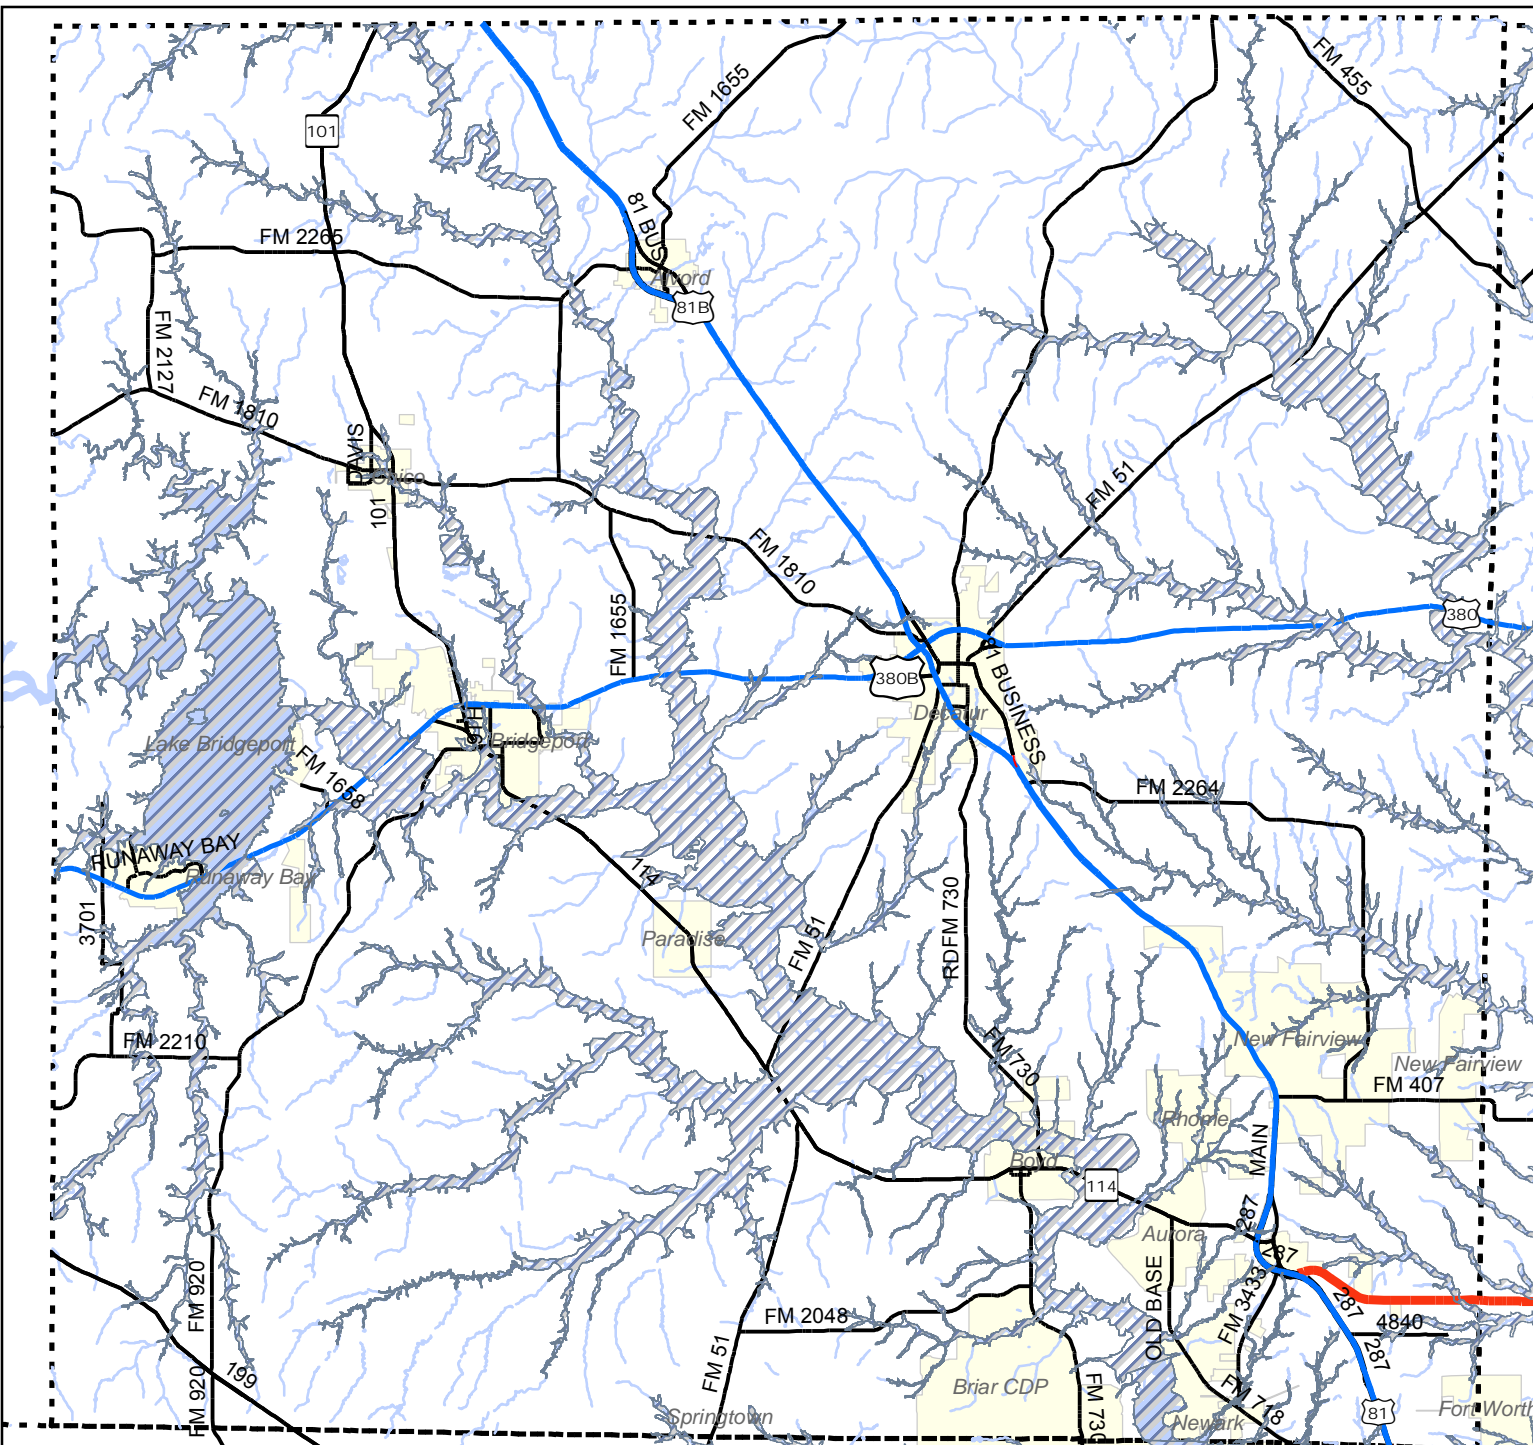 FM 455
FM 1655
101
81 BUS
FM 2265
Alvord
81B
FM 2127
FM 1810
DAVIS
Chico
101
FM 51
FM 1810
FM 1655
380
380B
81 BUSINESS
Decatur
Bridgeport
Lake Bridgeport
FM 1658
FM 2264
RUNAWAY BAY
Runaway Bay
114
3701
RDFM 730
FM 51
Paradise
FM 2210
FM 730
New Fairview
New Fairview
FM 407
Rhome
MAIN
Boyd
114
287
Aurora
287
FM 920
OLD BASE
FM 3433
287
FM 2048
4840
287
FM 51
199
FM 920
Briar CDP
FM 730
FM 718
81
Springtown
Newark
Fort Worth